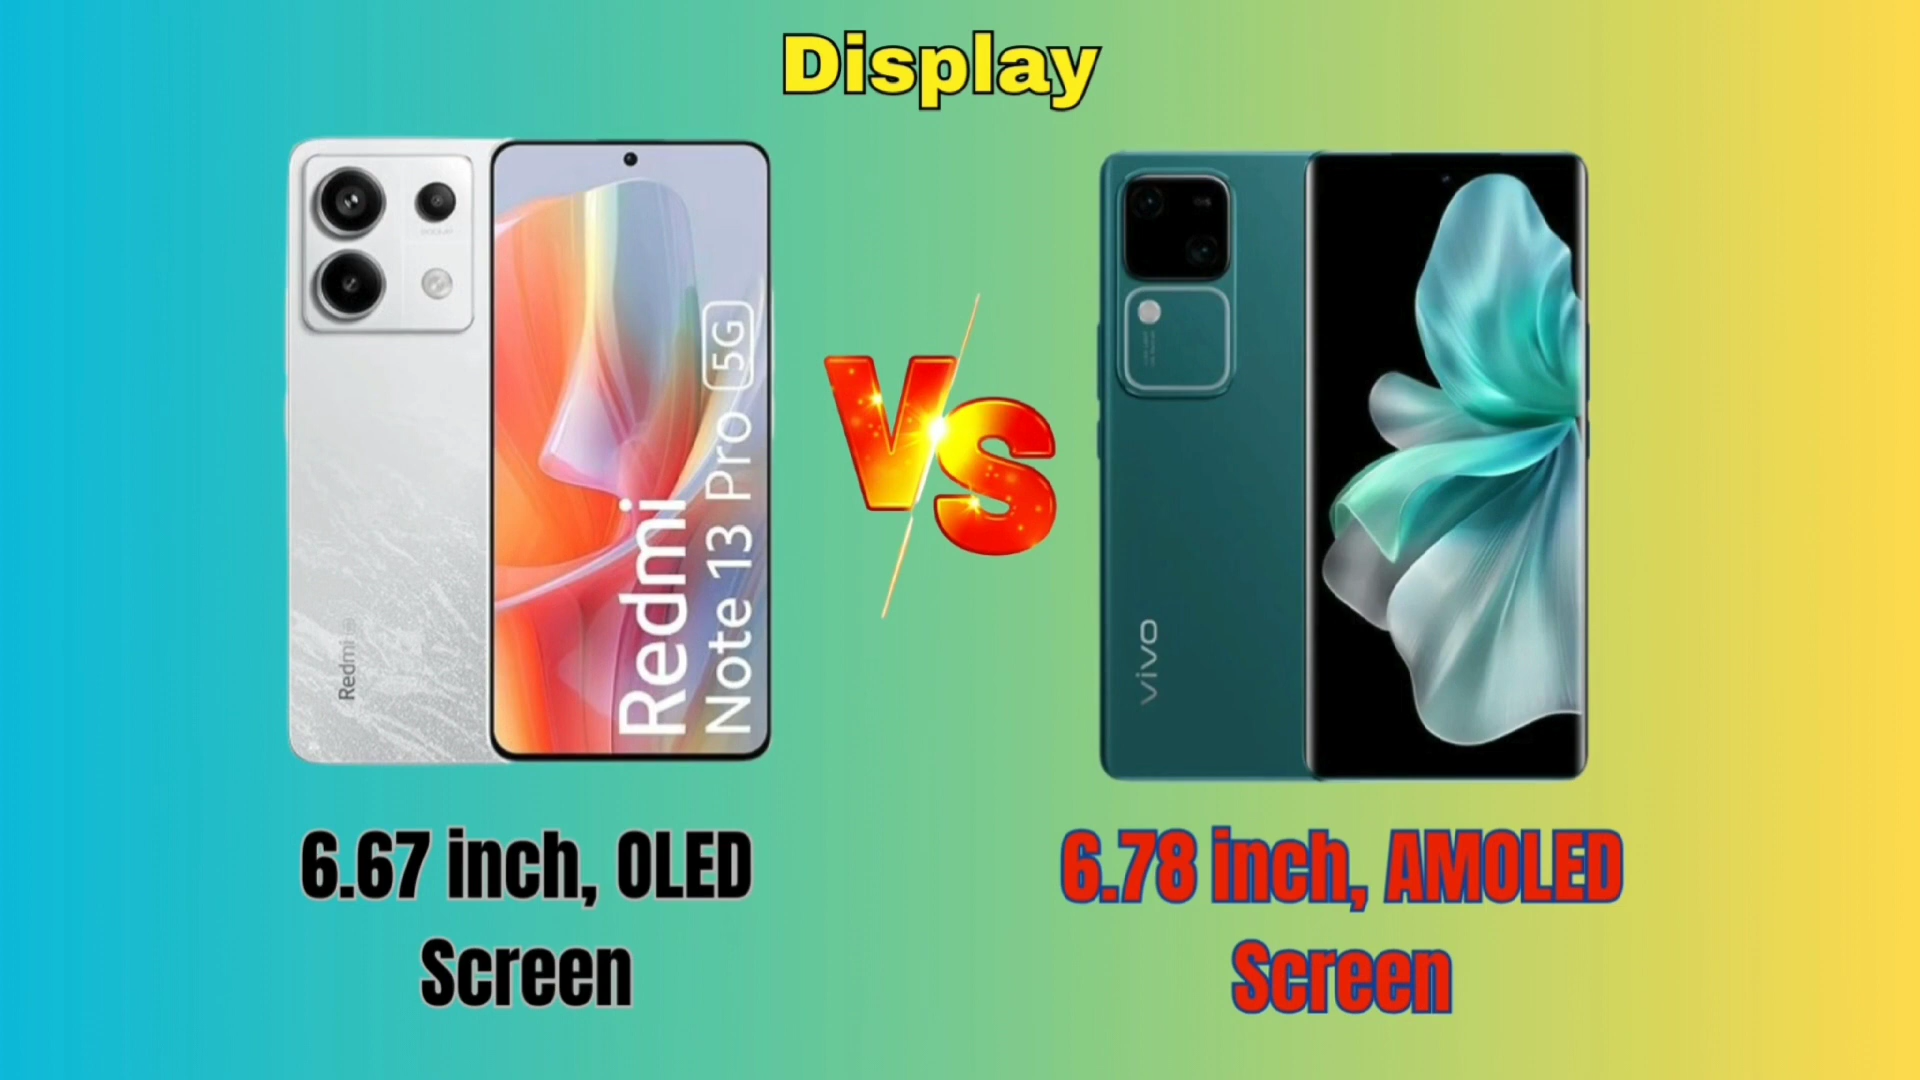 Display
Redmi
Note 13 Pro 5G
Redmi
VS
vivo
6.67 inch, OLED
Screen
6.78 inch, AMOLED
Screen